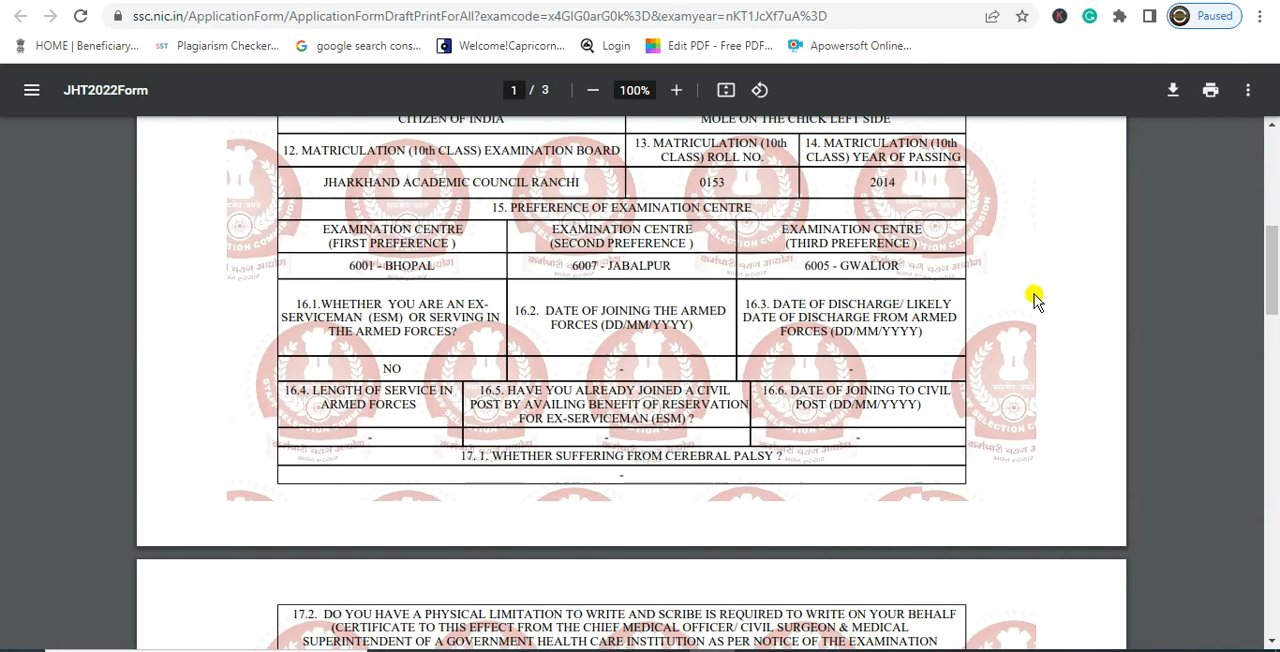 ssc.nic.in/ApplicationForm/ApplicationFormDraftPrintForAll?examcode=x4GIG0arG0k%3D&examyear=nKT1JcXf7uA%3D
Paused
HOME | Beneficiary...
SST Plagiarism Checker...
google search cons...
Welcome!Capricorn...
Login
Edit PDF - Free PDF...
Apowersoft Online...
JHT2022Form
1 / 3
100%
CITIZEN OF INDIA
MOLE ON THE CHICK LEFT SIDE
12. MATRICULATION (10th CLASS) EXAMINATION BOARD
13. MATRICULATION (10th
CLASS) ROLL NO.
14. MATRICULATION (10th
CLASS) YEAR OF PASSING
JHARKHAND ACADEMIC COUNCIL RANCHI
0153
2014
15. PREFERENCE OF EXAMINATION CENTRE
EXAMINATION CENTRE
(FIRST PREFERENCE )
EXAMINATION CENTRE
(SECOND PREFERENCE )
EXAMINATION CENTRE
(THIRD PREFERENCE )
6001 - BHOPAL
6007 - JABALPUR
6005 - GWALIOR
16.1.WHETHER YOU ARE AN EX-
SERVICEMAN (ESM) OR SERVING IN
THE ARMED FORCES?
16.2. DATE OF JOINING THE ARMED
FORCES (DD/MM/YYYY)
16.3. DATE OF DISCHARGE/ LIKELY
DATE OF DISCHARGE FROM ARMED
FORCES (DD/MM/YYYY)
NO
-
-
16.4. LENGTH OF SERVICE IN
ARMED FORCES
16.5. HAVE YOU ALREADY JOINED A CIVIL
POST BY AVAILING BENEFIT OF RESERVATION
FOR EX-SERVICEMAN (ESM) ?
16.6. DATE OF JOINING TO CIVIL
POST (DD/MM/YYYY)
-
-
-
17. 1. WHETHER SUFFERING FROM CEREBRAL PALSY ?
-
17.2. DO YOU HAVE A PHYSICAL LIMITATION TO WRITE AND SCRIBE IS REQUIRED TO WRITE ON YOUR BEHALF
(CERTIFICATE TO THIS EFFECT FROM THE CHIEF MEDICAL OFFICER/ CIVIL SURGEON & MEDICAL
SUPERINTENDENT OF A GOVERNMENT HEALTH CARE INSTITUTION AS PER NOTICE OF THE EXAMINATION